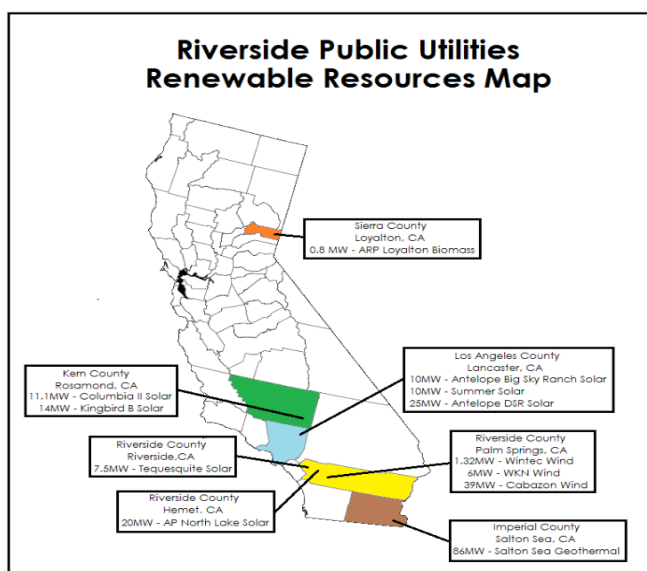 Riverside Public Utilities
Renewable Resources Map
Sierra County
Loyalton, CA
0.8 MW - ARP Loyalton Biomass
Los Angeles County
Lancaster, CA
10MW - Antelope Big Sky Ranch Solar
10MW - Summer Solar
25MW - Antelope DSR Solar
Kern County
Rosamond, CA
11.1MW - Columbia II Solar
14MW - Kingbird B Solar
Riverside County
Riverside,CA
7.5MW - Tequesquite Solar
Riverside County
Palm Springs, CA
1.32MW - Wintec Wind
6MW - WKN Wind
39MW - Cabazon Wind
Riverside County
Hemet, CA
20MW - AP North Lake Solar
Imperial County
Salton Sea, CA
86MW - Salton Sea Geothermal